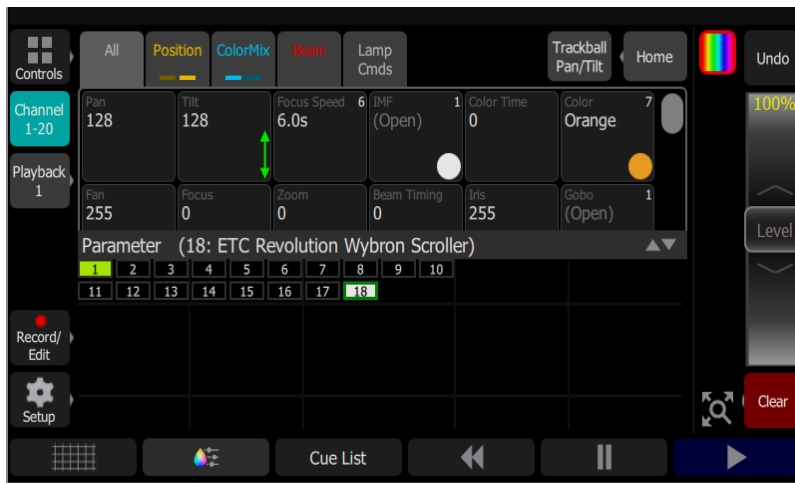 All Position ColorMix Beam Lamp Cmds Trackball Pan/Tilt Home Undo
Controls
Channel 1-20
Pan Tilt Focus Speed 6 IMF 1 Color Time Color 7
128 128 6.0s (Open) 0 Orange
100%
Playback 1
Fan Focus Zoom Beam Timing Iris Gobo 1
255 0 0 0 255 (Open)
Level
Parameter (18: ETC Revolution Wybron Scroller)
1 2 3 4 5 6 7 8 9 10
11 12 13 14 15 16 17 18
Record/ Edit
Setup
Clear
Cue List